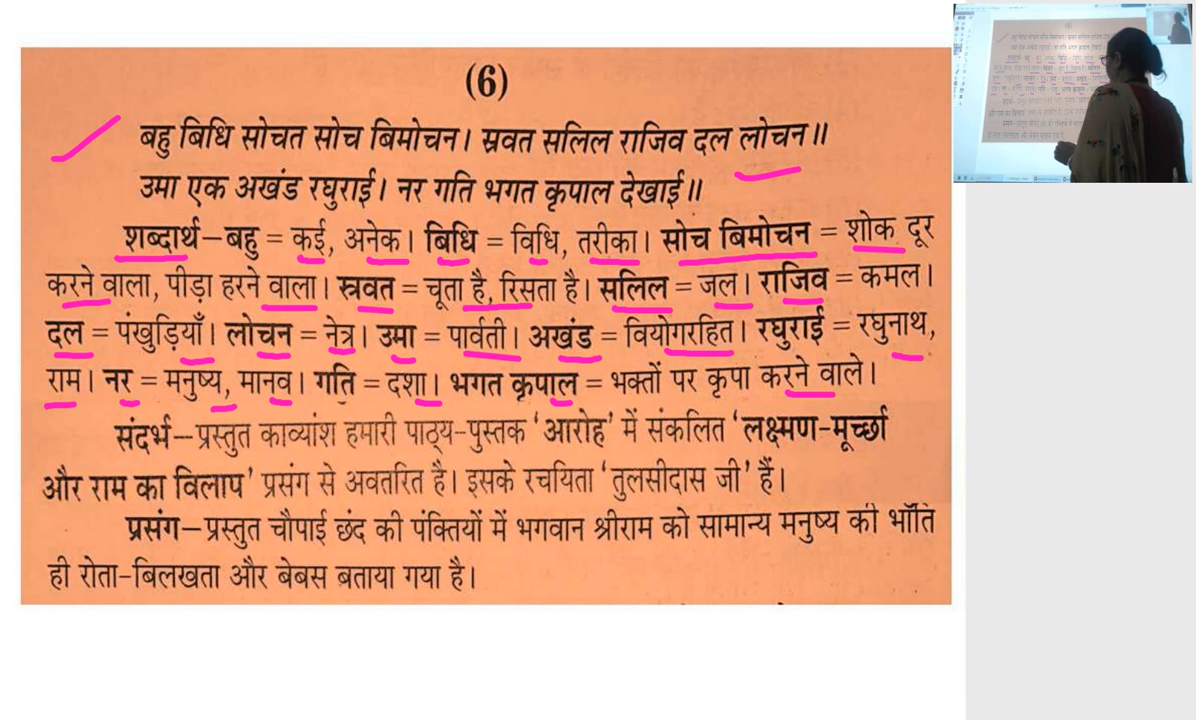 (6)
बहु बिधि सोचत सोच बिमोचन। स्रवत सलिल राजिव दल लोचन॥
उमा एक अखंड रघुराई। नर गति भगत कृपाल देखाई॥
शब्दार्थ–बहु = कई, अनेक। बिधि = विधि, तरीका। सोच बिमोचन = शोक दूर
करने वाला, पीड़ा हरने वाला। स्रवत = चूता है, रिसता है। सलिल = जल। राजिव = कमल।
दल = पंखुड़ियाँ। लोचन = नेत्र। उमा = पार्वती। अखंड = वियोगरहित। रघुराई = रघुनाथ,
राम। नर = मनुष्य, मानव। गति = दशा। भगत कृपाल = भक्तों पर कृपा करने वाले।
संदर्भ–प्रस्तुत काव्यांश हमारी पाठ्य-पुस्तक 'आरोह' में संकलित 'लक्ष्मण-मूर्च्छा
और राम का विलाप' प्रसंग से अवतरित है। इसके रचयिता 'तुलसीदास जी' हैं।
प्रसंग–प्रस्तुत चौपाई छंद की पंक्तियों में भगवान श्रीराम को सामान्य मनुष्य की भाँति
ही रोता-बिलखता और बेबस बताया गया है।